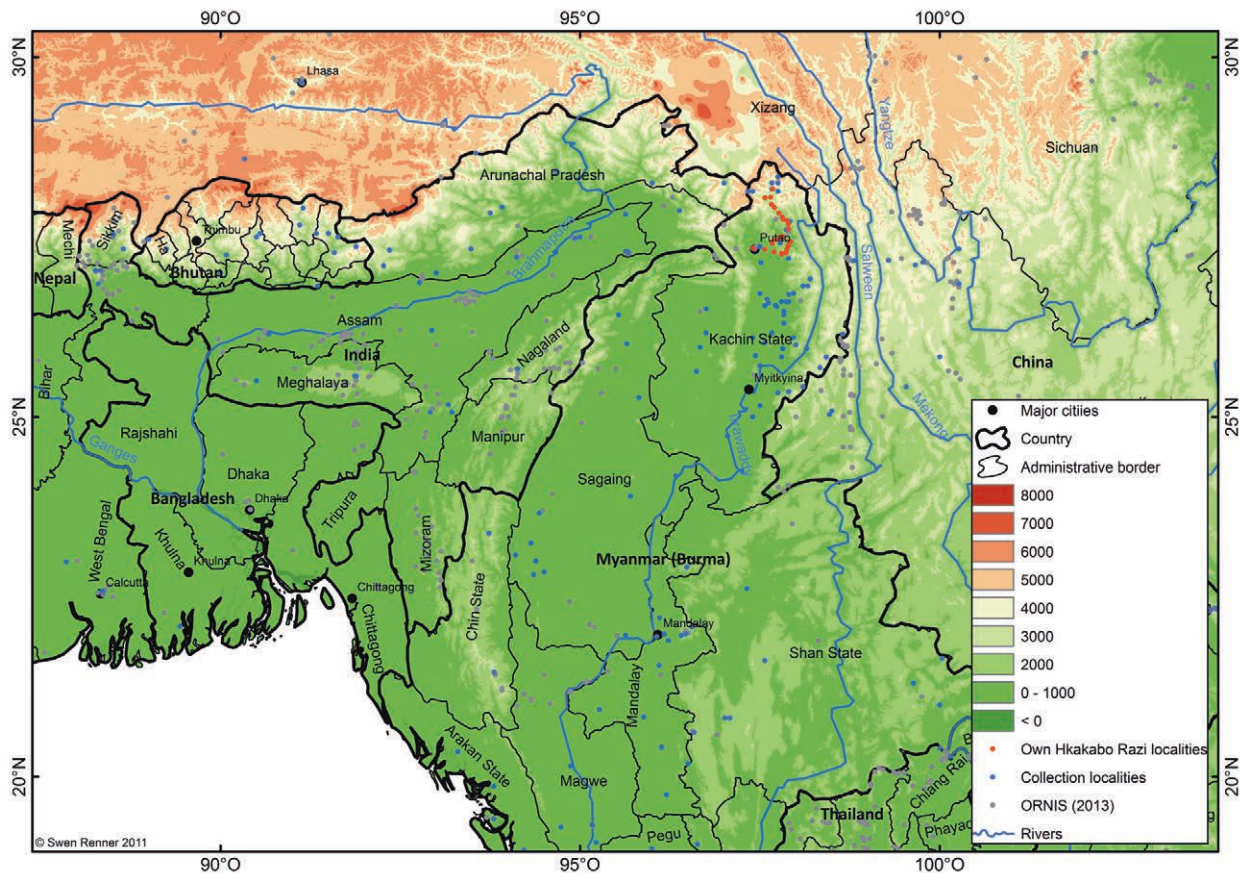 90°O
95°O
100°O
30°N
30°N
Lhasa
Xizang
Yangtze
Sichuan
Arunachal Pradesh
Mechi
Sikkim
Ha
Thimbu
Bhutan
Nepal
Brahmaputra
Putao
Salween
Assam
Nagaland
India
Kachin State
China
Meghalaya
Myitkyina
Bihar
25°N
25°N
Mekong
Rajshahi
Manipur
Irrawaddy
Ganges
Dhaka
Sagaing
Bangladesh
Dhaka
Tripura
West Bengal
Khulna
Mizoram
Myanmar (Burma)
Khulna
Calcutta
Chittagong
Chin State
Mandalay
Chittagong
Shan State
Mandalay
Arakan State
20°N
20°N
Magwe
Chiang Rai
Thailand
Pegu
Major citiies
Country
Administrative border
8000
7000
6000
5000
4000
3000
2000
0 - 1000
< 0
Own Hkakabo Razi localities
Collection localities
ORNIS (2013)
Rivers
© Swen Renner 2011
90°O
95°O
100°O